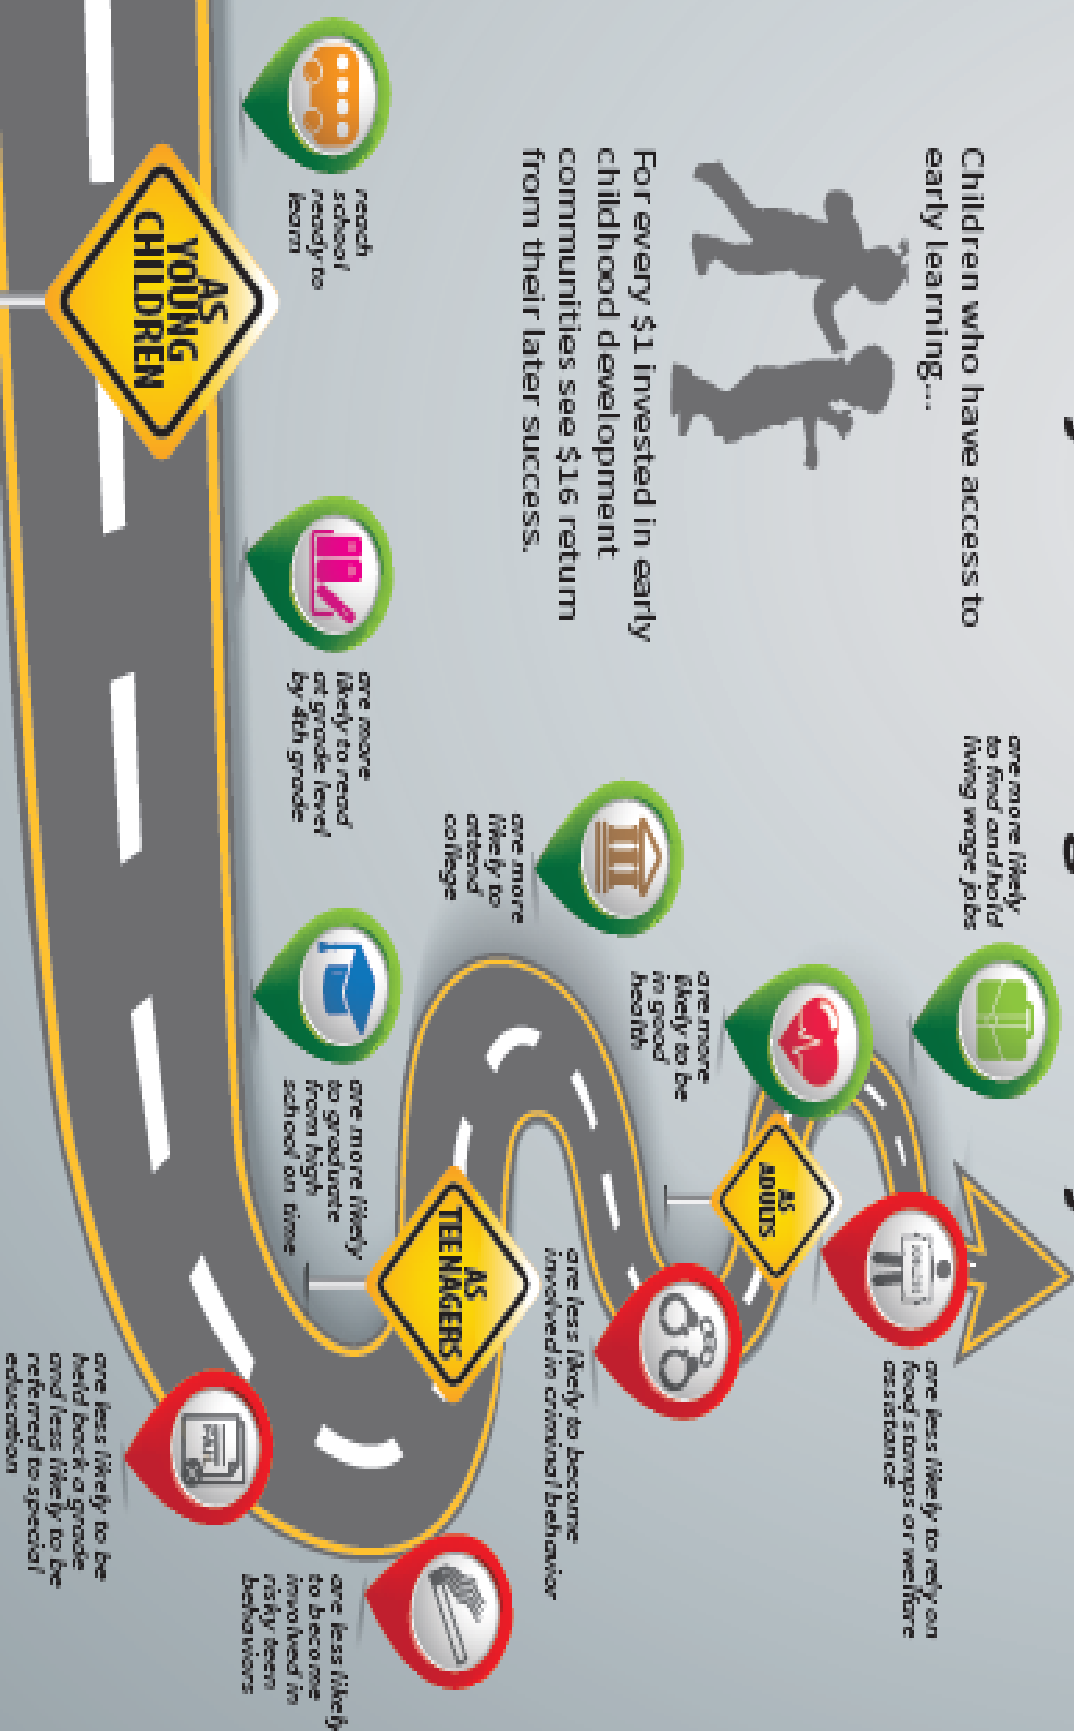 Children who have access to
early learning...
For every $1 invested in early
childhood development
communities see $16 return
from their later success.
reach
school
ready to
learn
AS
YOUNG
CHILDREN
are more
likely to read
at grade level
by 4th grade
are more likely
to graduate
from high
school on time
are less likely to be
held back a grade
and less likely to be
referred to special
education
AS
TEENAGERS
are less likely
to become
involved in
risky teen
behaviors
are more
likely to
attend
college
are less likely to become
involved in criminal behavior
AS
ADULTS
are more
likely to be
in good
health
are less likely to rely on
food stamps or welfare
assistance
are more likely
to find and hold
living wage jobs